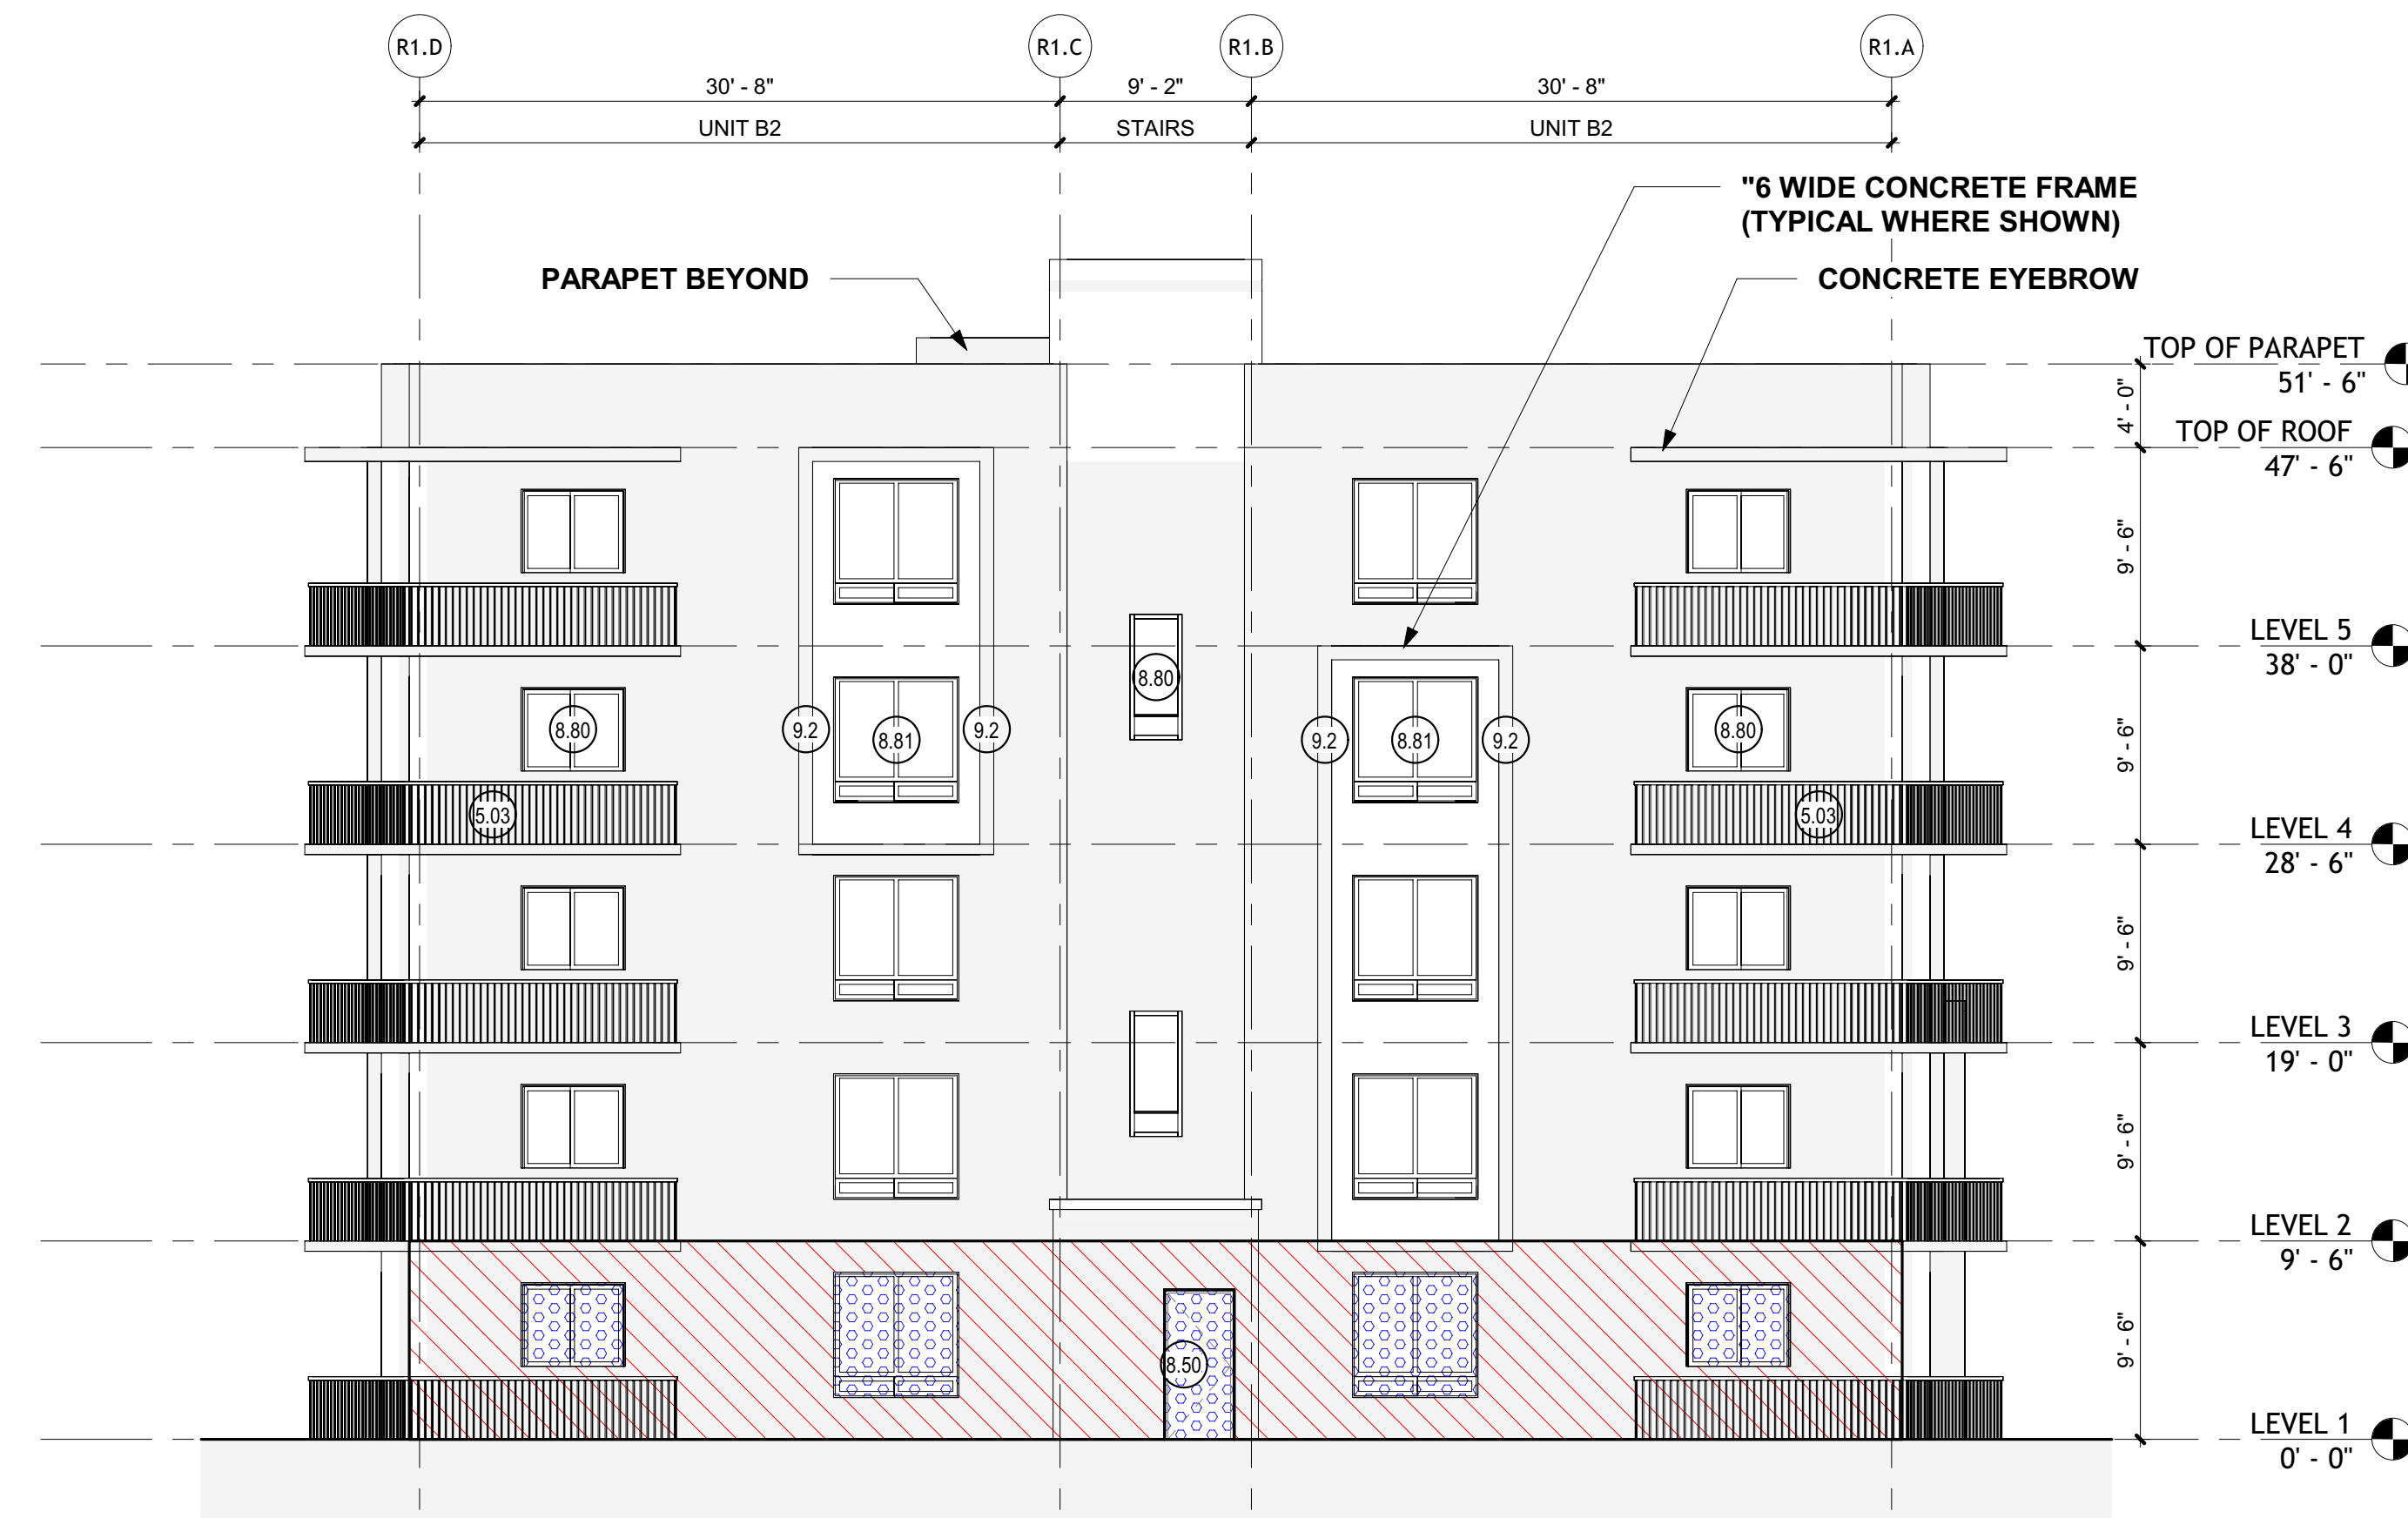 R1.D
R1.C
R1.B
R1.A
30' - 8"
9' - 2"
30' - 8"
UNIT B2
STAIRS
UNIT B2
"6 WIDE CONCRETE FRAME
(TYPICAL WHERE SHOWN)
PARAPET BEYOND
CONCRETE EYEBROW
TOP OF PARAPET
51' - 6"
4' - 0"
TOP OF ROOF
47' - 6"
9' - 6"
LEVEL 5
38' - 0"
8.80
8.80
9.2
8.81
9.2
9.2
8.81
9.2
8.80
9' - 6"
5.03
5.03
LEVEL 4
28' - 6"
9' - 6"
LEVEL 3
19' - 0"
9' - 6"
LEVEL 2
9' - 6"
9' - 6"
8.50
LEVEL 1
0' - 0"